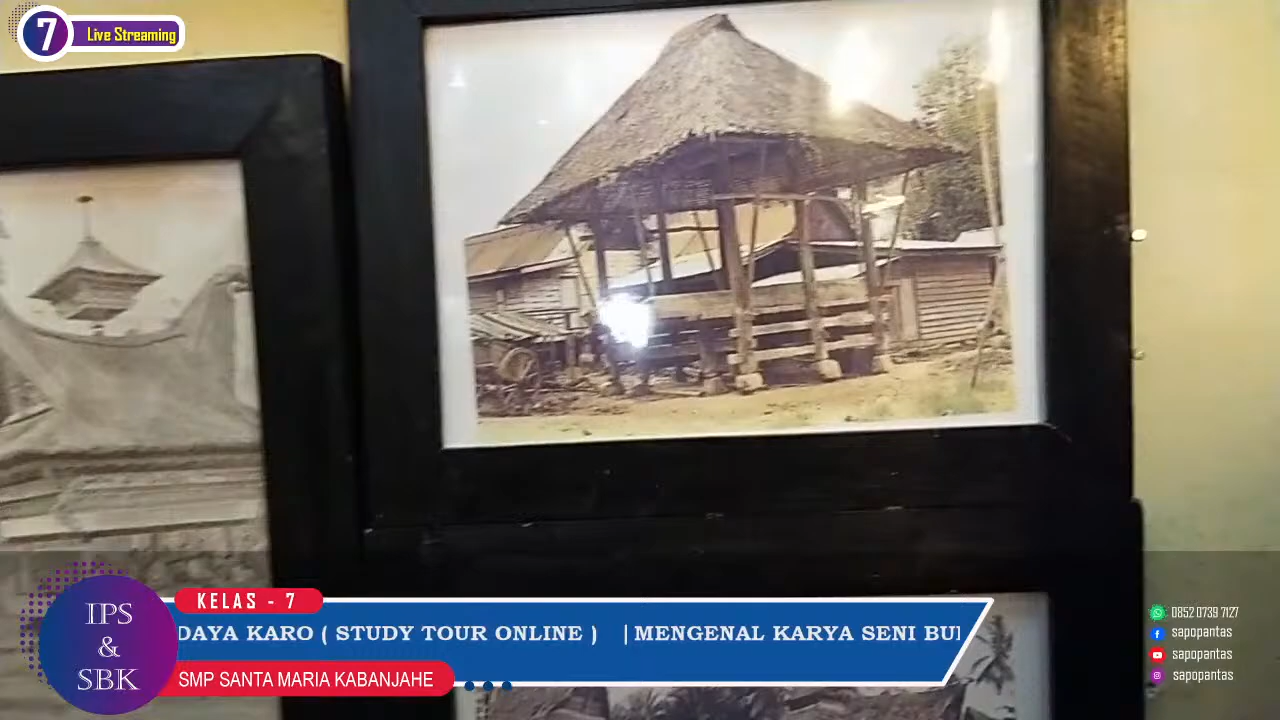 7
Live Streaming
KELAS - 7
IPS
&
SBK
DAYA KARO ( STUDY TOUR ONLINE ) |MENGENAL KARYA SENI BU
SMP SANTA MARIA KABANJAHE
0852 0739 7127
sapopantas
sapopantas
sapopantas